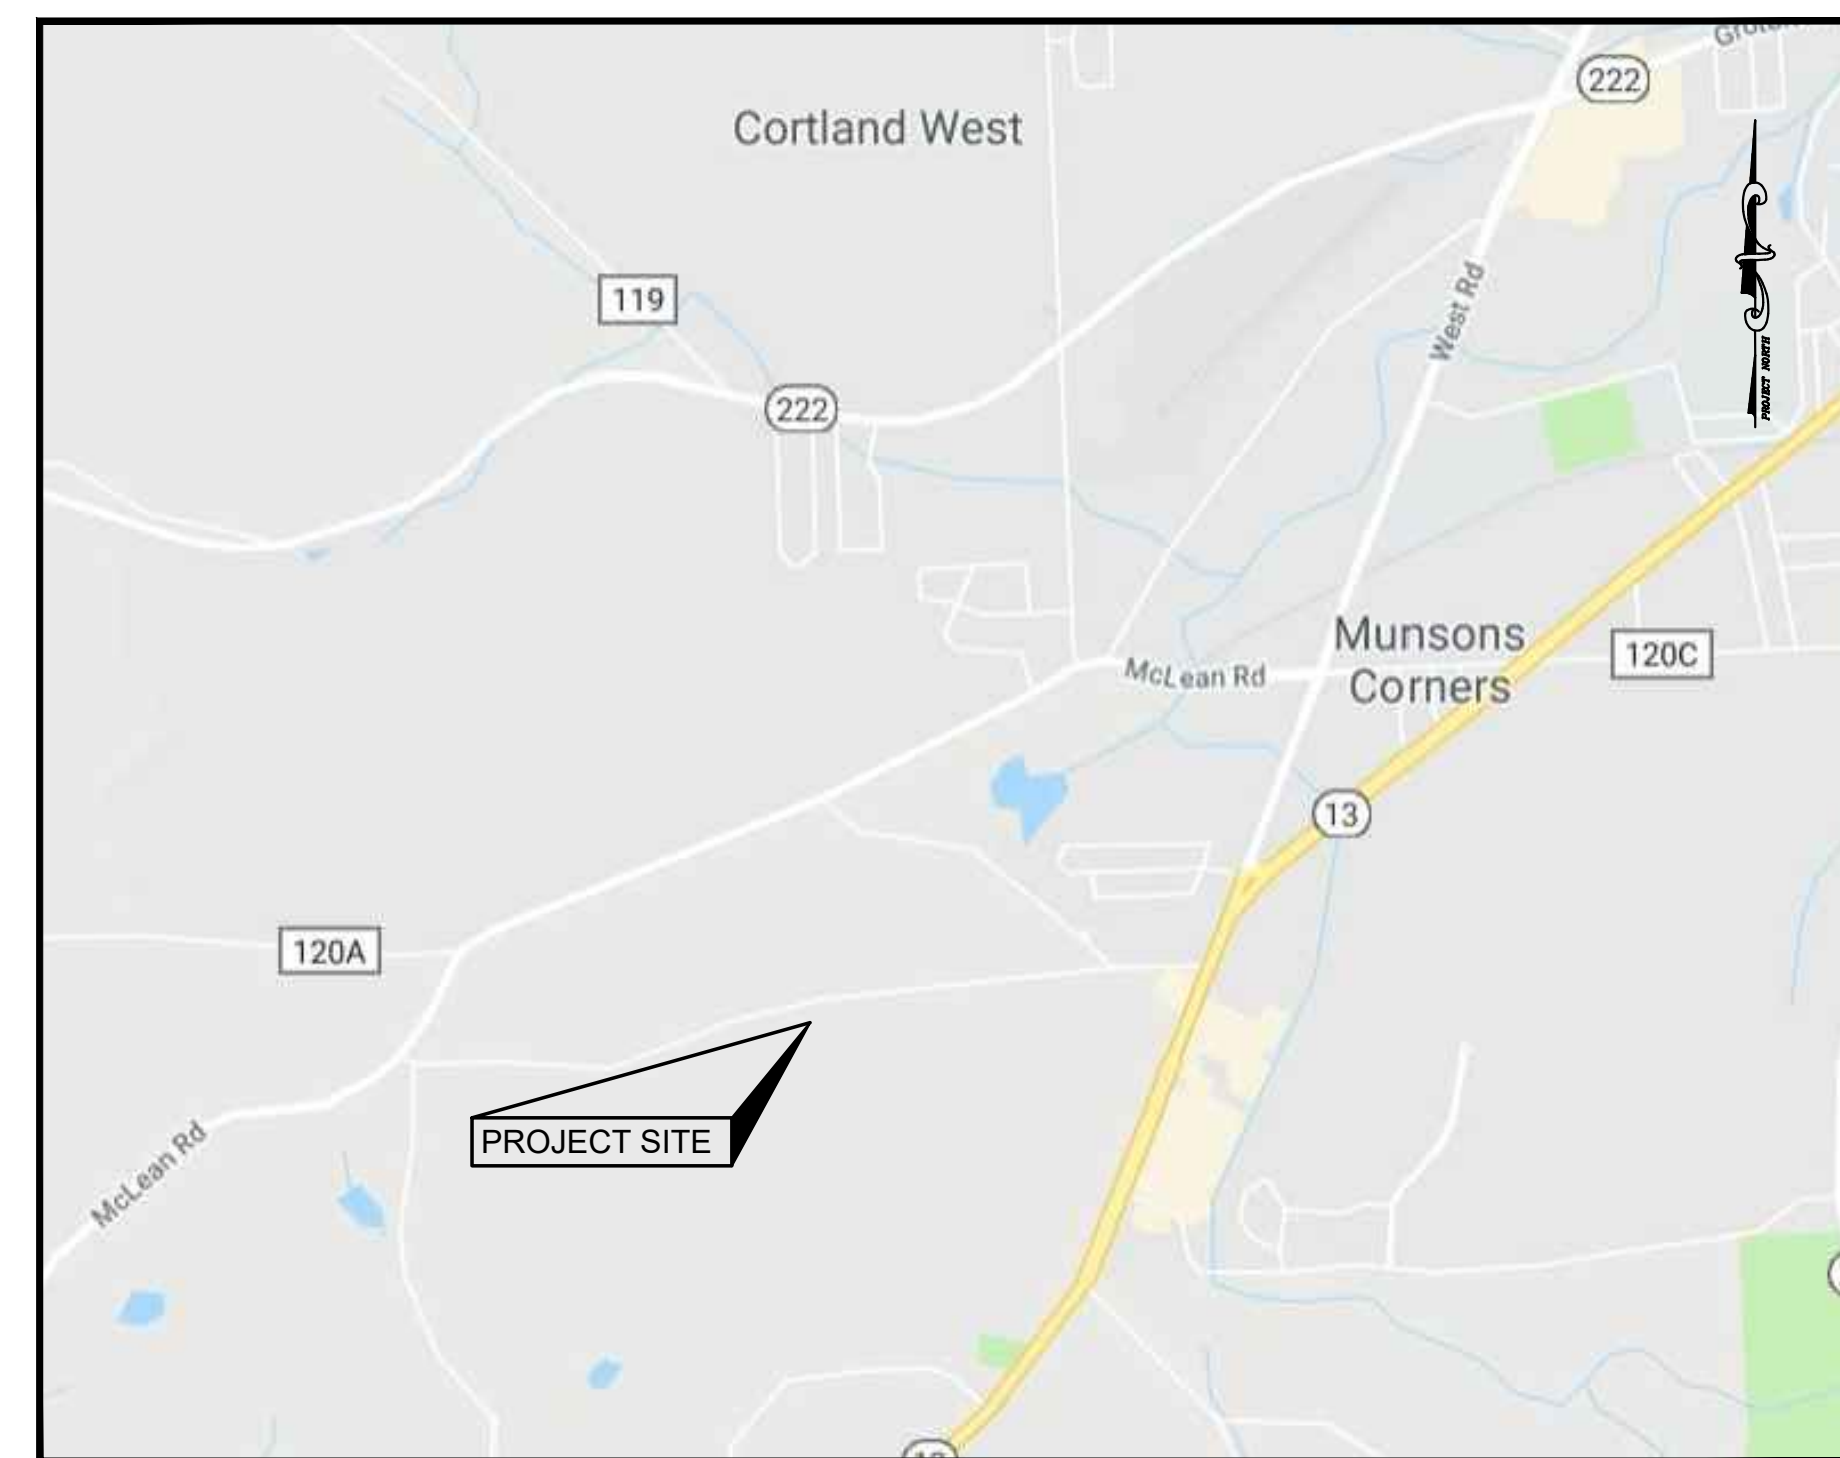 222
Cortland West
119
West Rd
PROJECT NORTH
222
Munsons
Corners
120C
McLean Rd
13
120A
PROJECT SITE
McLean Rd